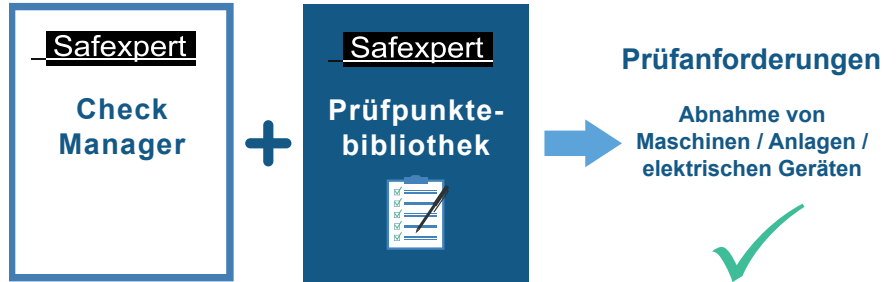 Safexpert
Check
Manager
Safexpert
Prüfpunkte-
bibliothek
Prüfanforderungen
Abnahme von
Maschinen / Anlagen /
elektrischen Geräten